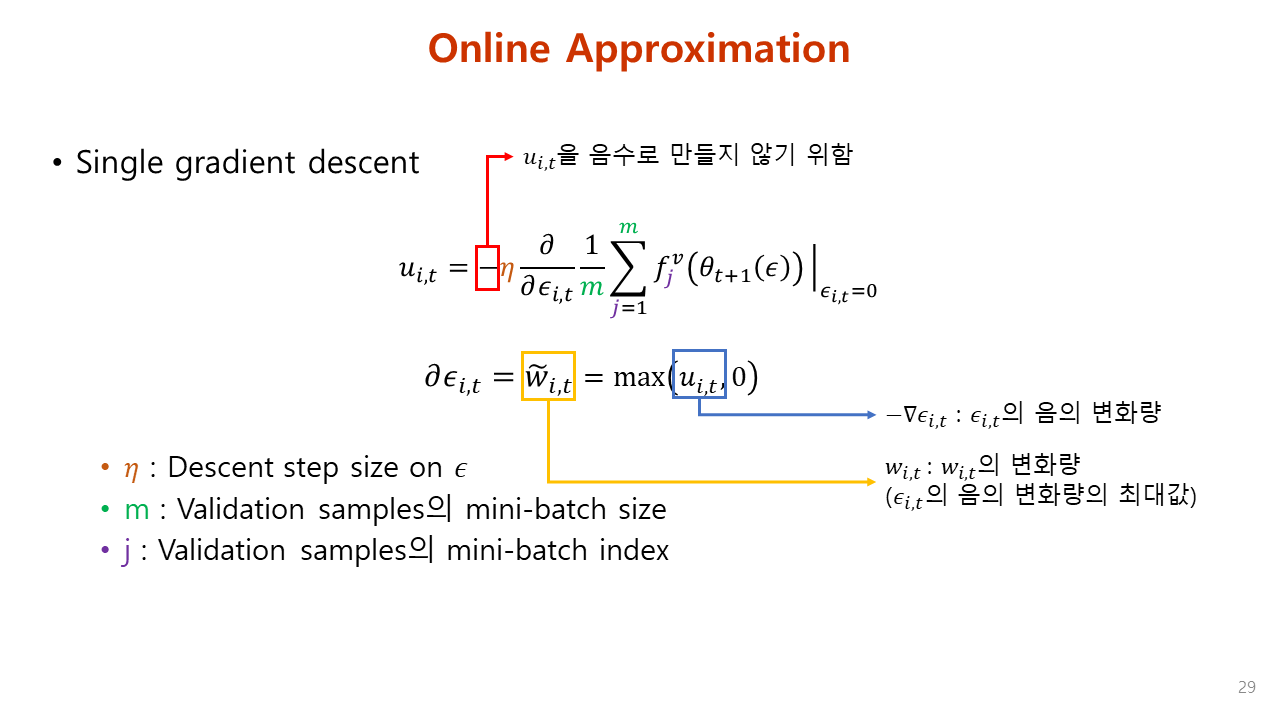 Online Approximation
• Single gradient descent
𝑢ᵢ,ₜ을 음수로 만들지 않기 위함
$u_{i,t} = -\eta \frac{\partial}{\partial \epsilon_{i,t}} \frac{1}{m} \sum_{j=1}^{m} f_j^v \left( \theta_{t+1}(\epsilon) \right) \Big|_{\epsilon_{i,t}=0}$
$\partial \epsilon_{i,t} = \tilde{w}_{i,t} = \max(u_{i,t}, 0)$
$-\nabla \epsilon_{i,t}$ : $\epsilon_{i,t}$의 음의 변화량
$w_{i,t}$ : $w_{i,t}$의 변화량
($\epsilon_{i,t}$의 음의 변화량의 최대값)
• $\eta$ : Descent step size on $\epsilon$
• m : Validation samples의 mini-batch size
• j : Validation samples의 mini-batch index
29